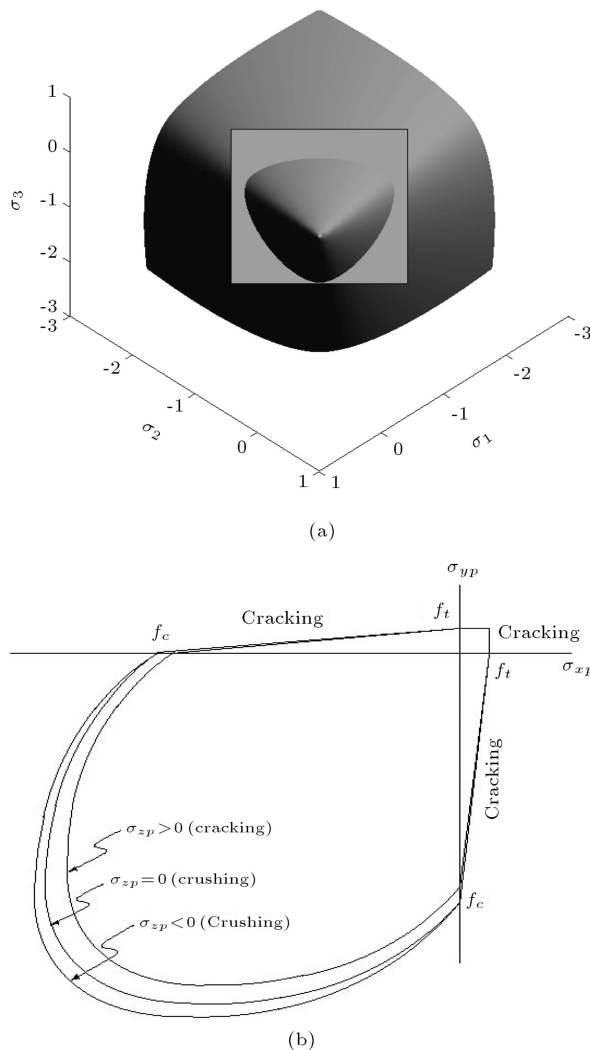 1
0
-1
-2
-3
σ3
-3
-2
-1
0
1
σ2
1
0
-1
-2
-3
σ1
(a)
σyp
Cracking
ft
fc
Cracking
ft
σxp
Cracking
σzp>0 (cracking)
σzp=0 (crushing)
fc
σzp<0 (Crushing)
(b)